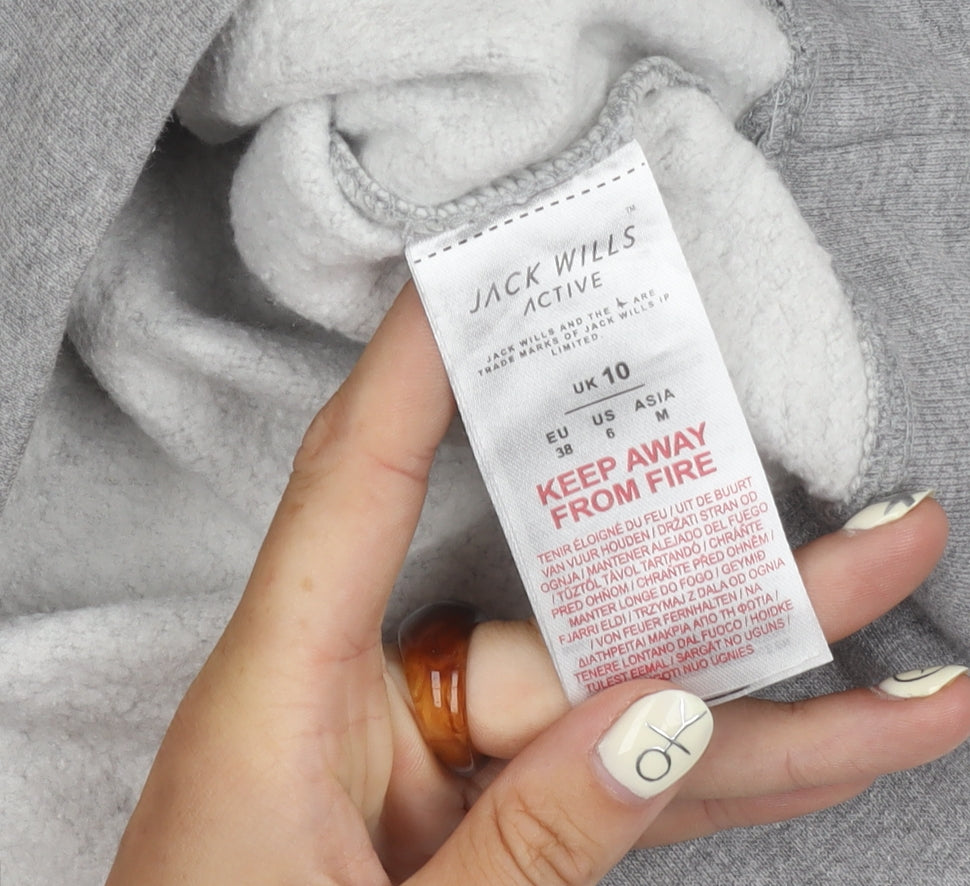 JACK WILLS™
ACTIVE
JACK WILLS AND THE ARE
TRADE MARKS OF JACK WILLS IP
LIMITED.
UK 10
EU US ASIA
38 6 M
KEEP AWAY
FROM FIRE
TENIR ÉLOIGNÉ DU FEU / UIT DE BUURT
VAN VUUR HOUDEN / DRŽATI STRAN OD
OGNJA / MANTENER ALEJADO DEL FUEGO
TŰZTŐL TÁVOL TARTANDÓ / CHRÁŇTE
PRED OHŇOM / CHRAŇTE PŘED OHNĚM /
MANTER LONGE DO FOGO / GEYMIÐ
FJARRI ELDI / TRZYMAJ Z DALA OD OGNIA
/ VON FEUER FERNHALTEN / ΝΑ
ΔΙΑΤΗΡΕΙΤΑΙ ΜΑΚΡΙΑ ΑΠΟ ΤΗ ΦΩΤΙΑ /
TENERE LONTANO DAL FUOCO / HOIDKE
TULEST EEMAL / SARGĀT NO UGUNS /
NUO UGNIES